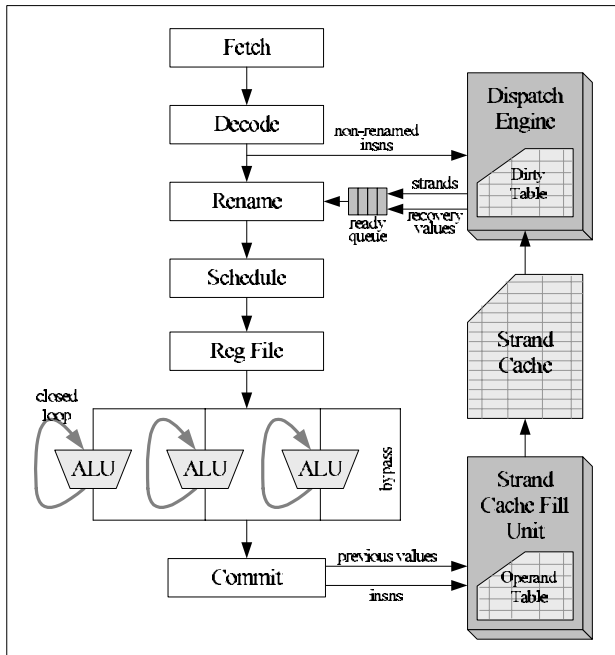 Fetch
Decode
non-renamed
insns
Dispatch
Engine
Dirty
Table
Rename
strands
recovery
values
ready
queue
Schedule
Strand
Cache
Reg File
closed
loop
ALU
ALU
ALU
bypass
Strand
Cache Fill
Unit
Operand
Table
Commit
previous values
insns